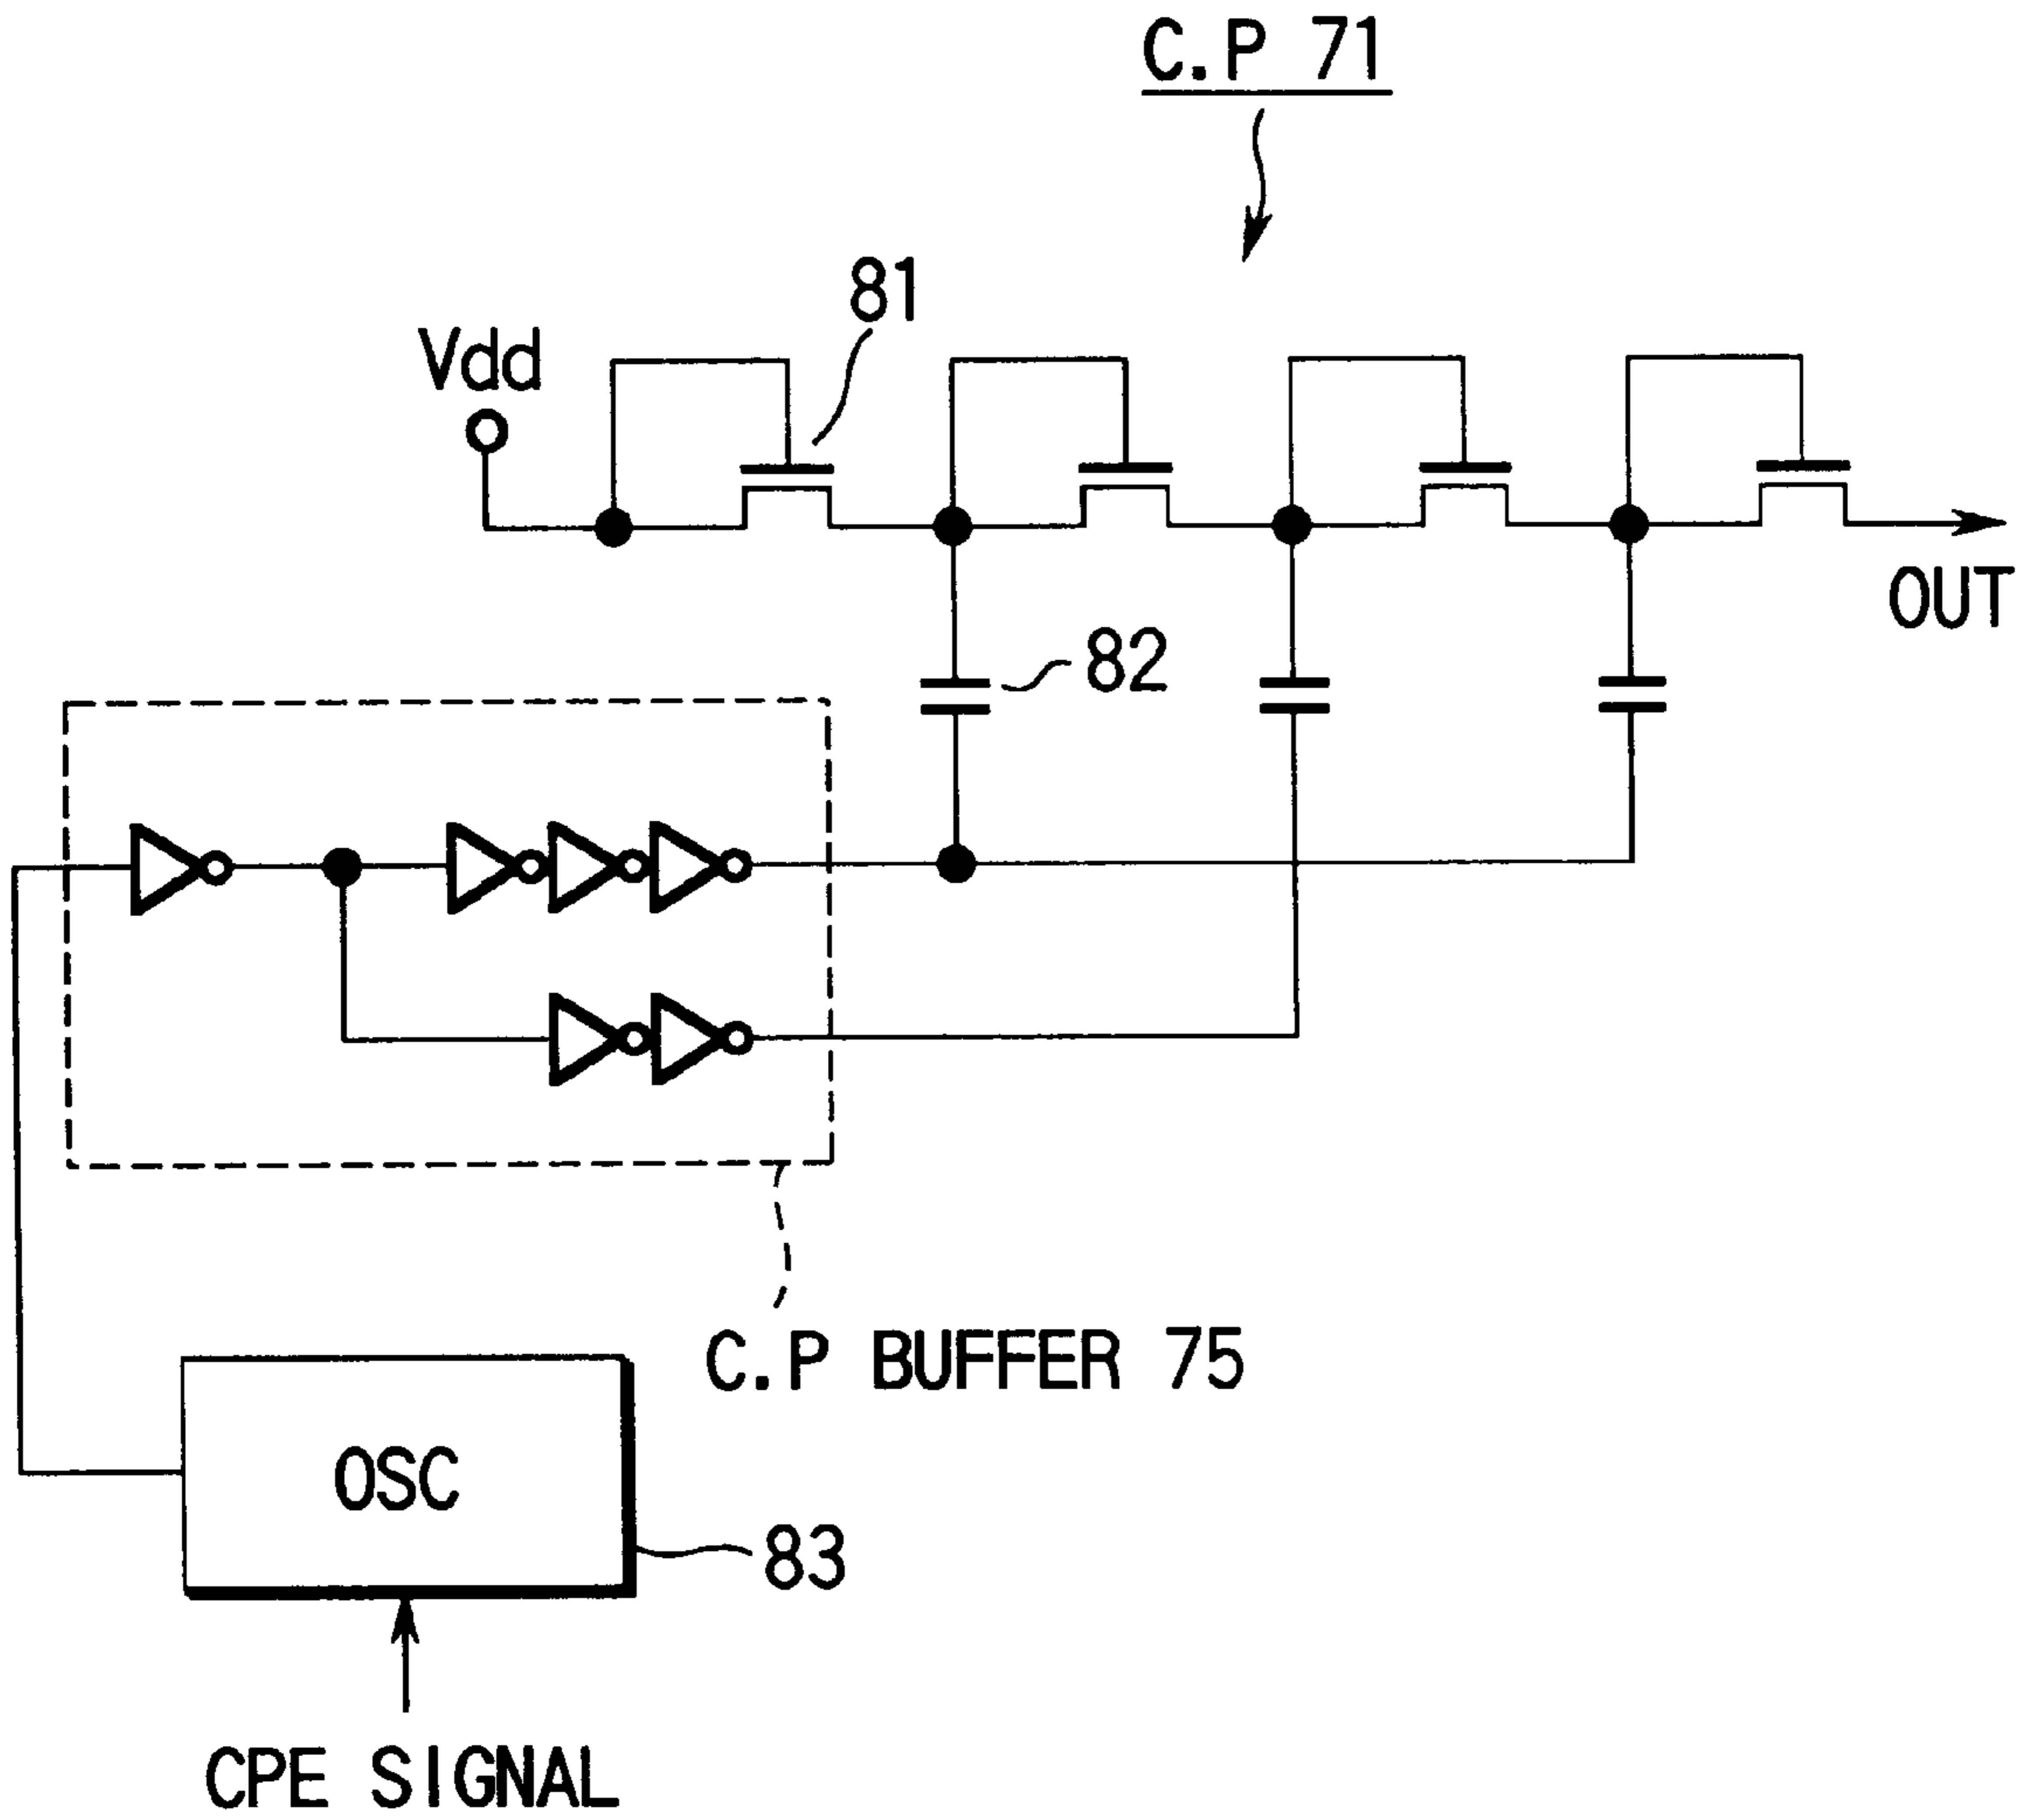 C.P 71
81
Vdd
OUT
82
C.P BUFFER 75
OSC
83
CPE SIGNAL